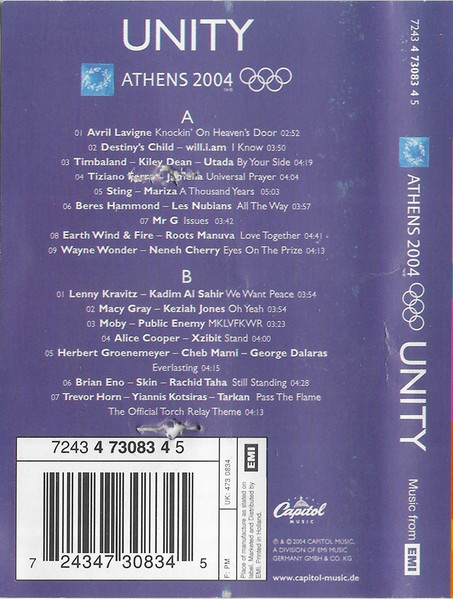 UNITY
ATHENS 2004
A
01 Avril Lavigne Knockin' On Heaven's Door 02:52
02 Destiny's Child – will.i.am I Know 03:50
03 Timbaland – Kiley Dean – Utada By Your Side 04:19
04 Tiziano Universal Prayer 04:04
05 Sting – Mariza A Thousand Years 05:03
06 Beres Hammond – Les Nubians All The Way 03:57
07 Mr G Issues 03:42
08 Earth Wind & Fire – Roots Manuva Love Together 04:41
09 Wayne Wonder – Neneh Cherry Eyes On The Prize 04:13
B
01 Lenny Kravitz – Kadim Al Sahir We Want Peace 03:54
02 Macy Gray – Keziah Jones Oh Yeah 03:54
03 Moby – Public Enemy MKLVFKWR 03:23
04 Alice Cooper – Xzibit Stand 04:00
05 Herbert Groenemeyer – Cheb Mami – George Dalaras
Everlasting 04:15
06 Brian Eno – Skin – Rachid Taha Still Standing 04:28
07 Trevor Horn – Yiannis Kotsiras – Tarkan Pass The Flame
The Official Torch Relay Theme 04:13
7243 4 73083 4 5
7 24347 30834 5
UK: 473 0834
F: PM
EMI
Place of manufacture as stated on
label. Marketed and Distributed by
EMI. Printed in Holland.
Capitol
MUSIC
℗ & © 2004 CAPITOL MUSIC,
A DIVISION OF EMI MUSIC
GERMANY GMBH & CO. KG
www.capitol-music.de
7243 4 73083 4 5
ATHENS 2004
UNITY
Music from
EMI